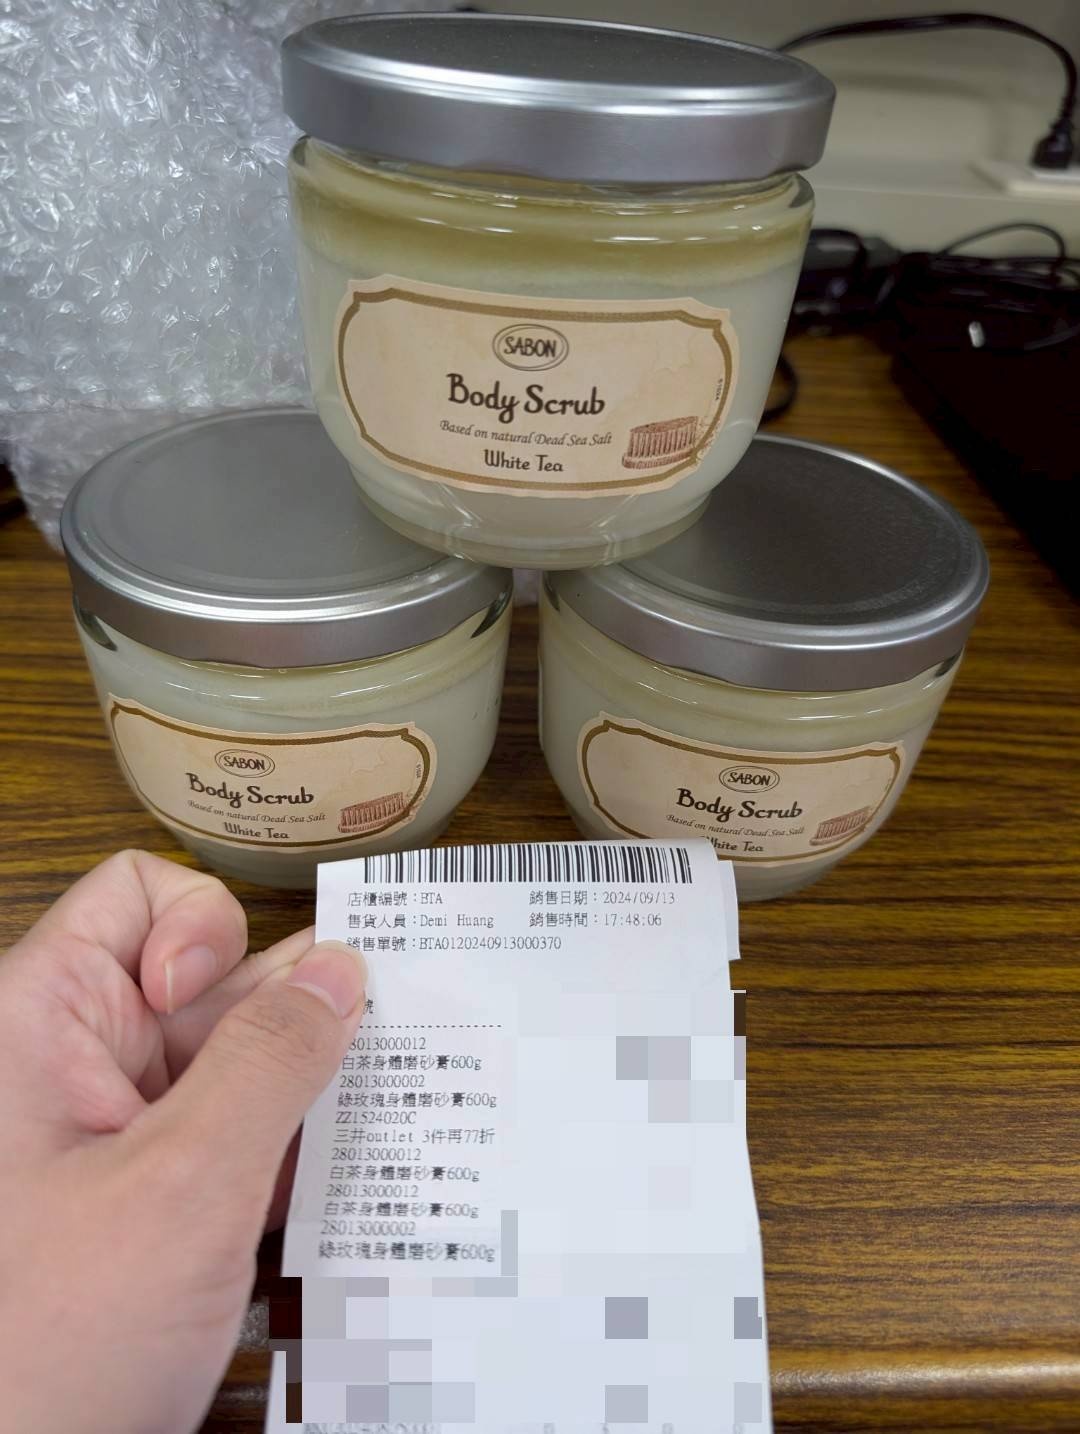 SABON
Body Scrub
Based on natural Dead Sea Salt
White Tea
SABON
Body Scrub
Based on natural Dead Sea Salt
White Tea
SABON
Body Scrub
Based on natural Dead Sea Salt
White Tea
店櫃編號:BTA 銷售日期:2024/09/13
售貨人員:Demi Huang 銷售時間:17:48:06
銷售單號:BTA0120240913000370
號
8013000012
白茶身體磨砂膏600g
28013000002
綠玫瑰身體磨砂膏600g
ZZ1524020C
三井outlet 3件再77折
28013000012
白茶身體磨砂膏600g
28013000012
白茶身體磨砂膏600g
28013000002
綠玫瑰身體磨砂膏600g